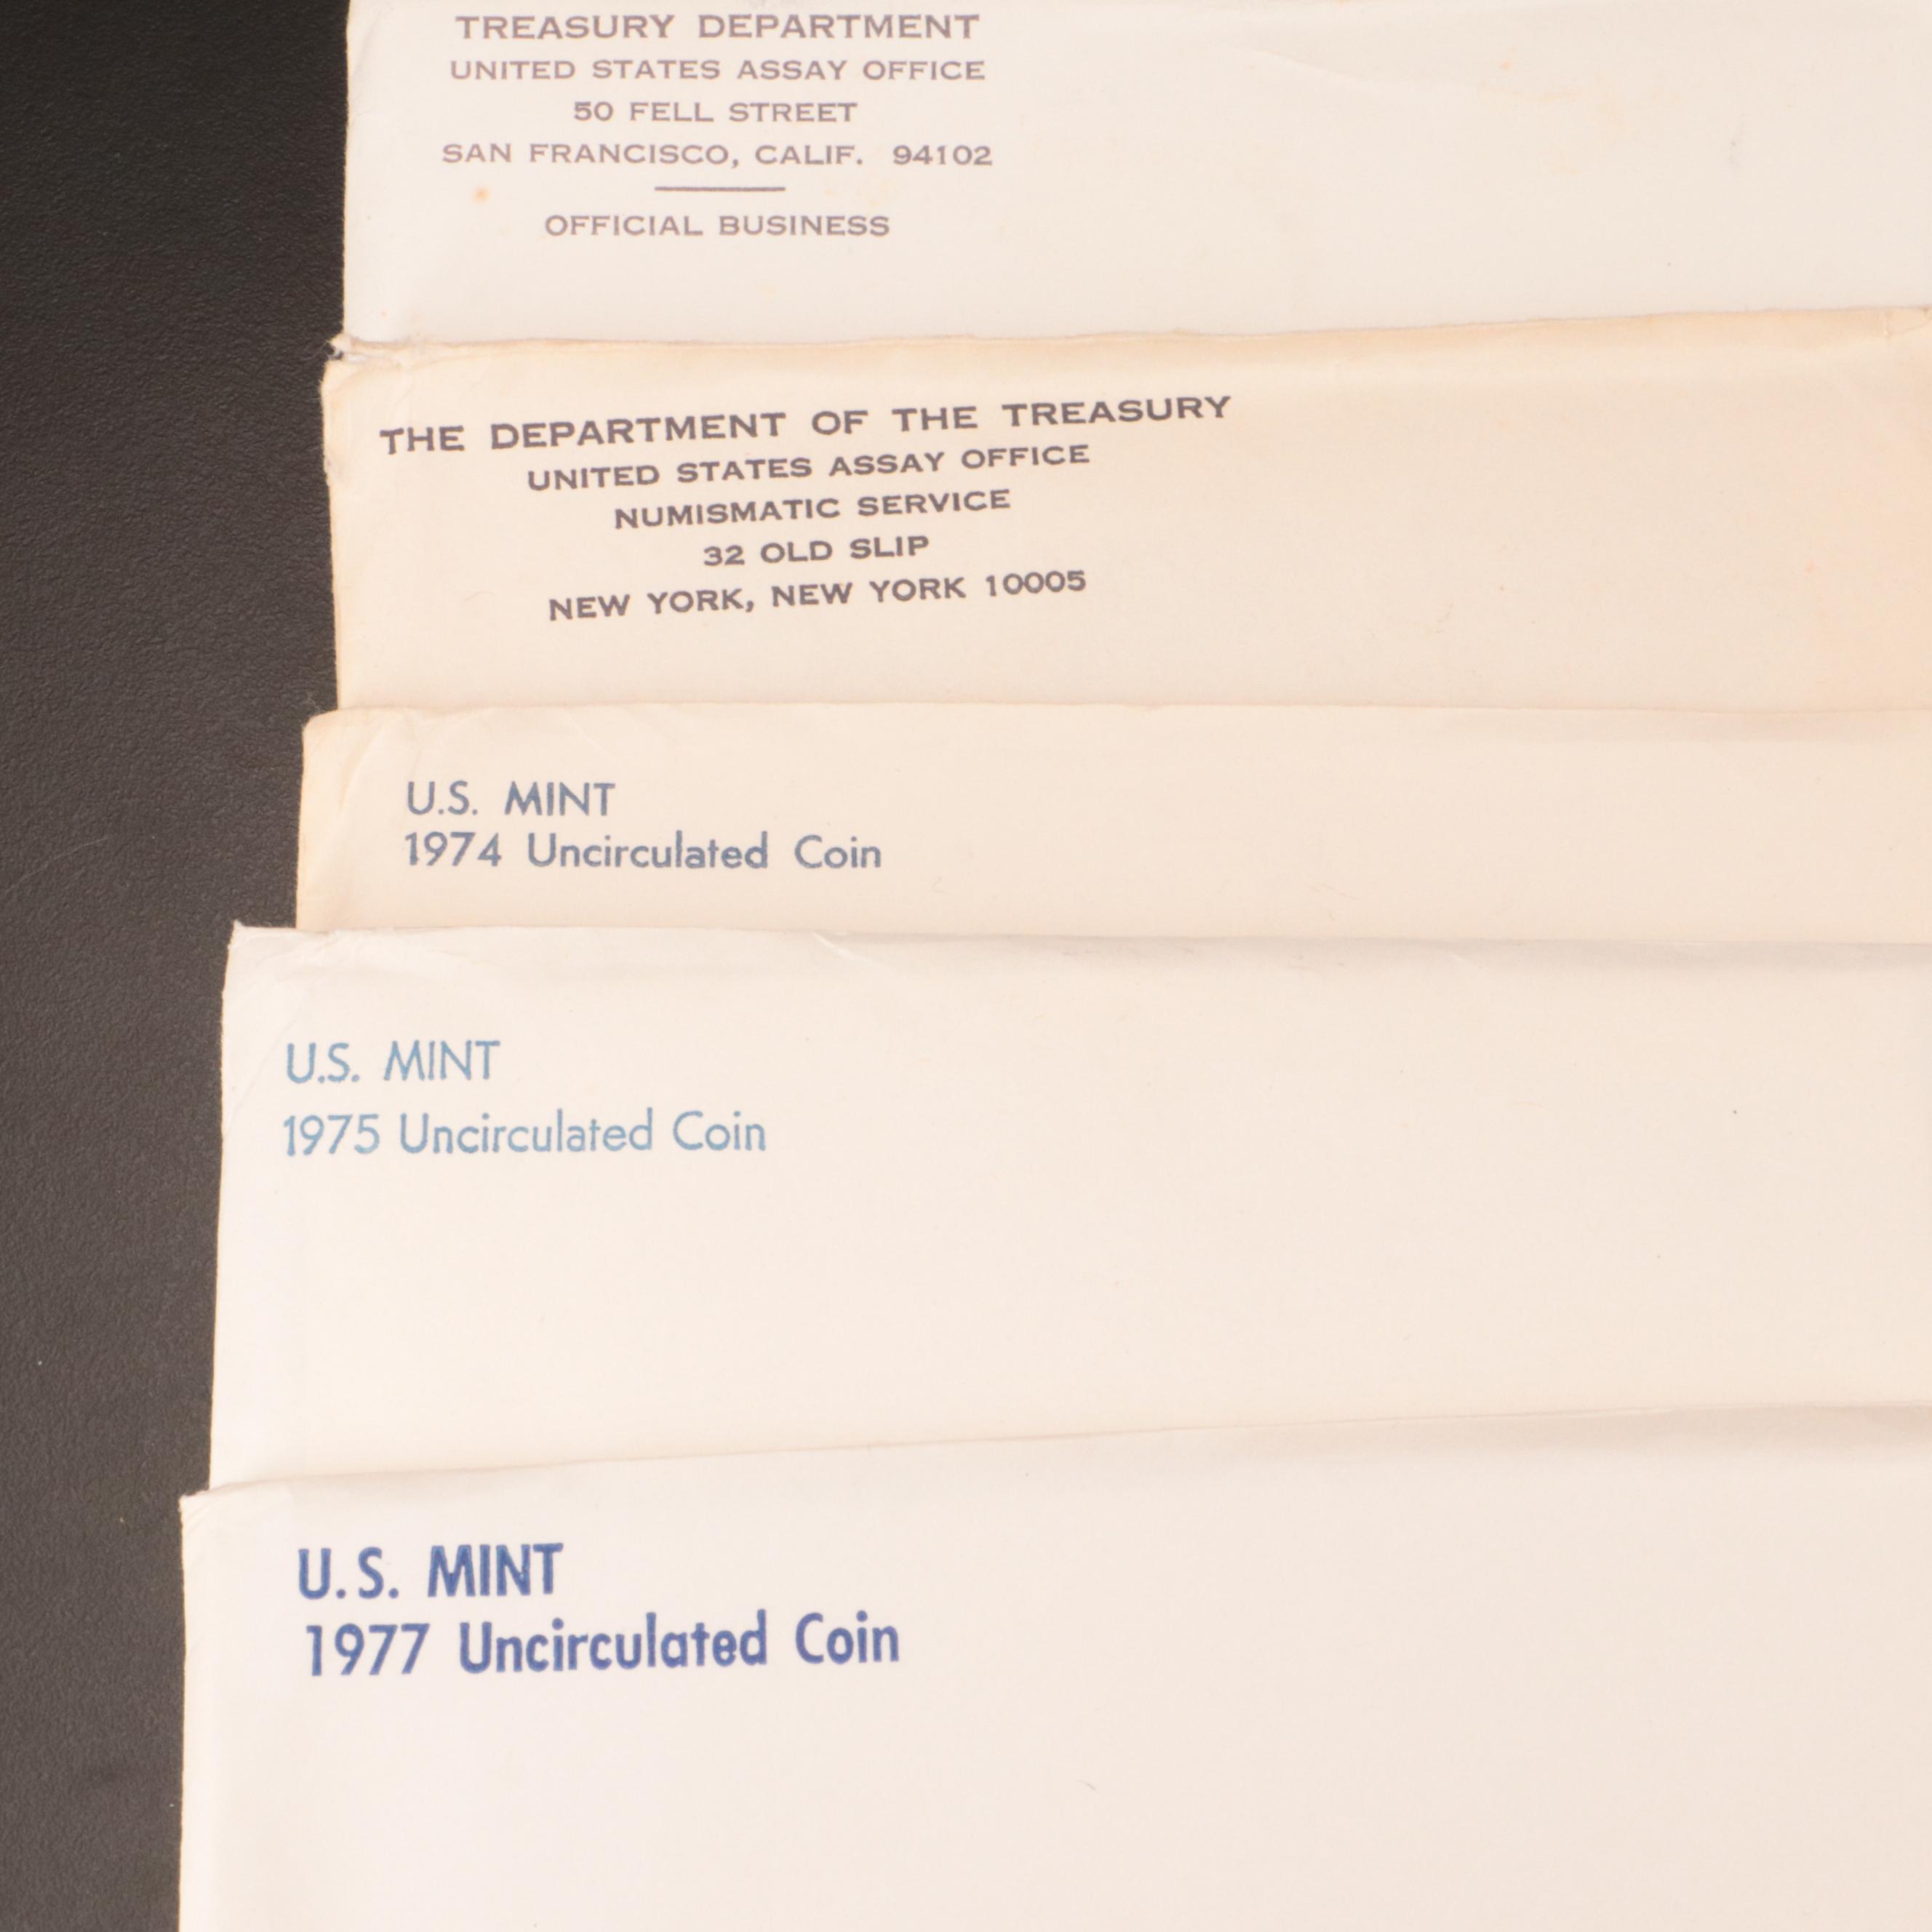 TREASURY DEPARTMENT
UNITED STATES ASSAY OFFICE
50 FELL STREET
SAN FRANCISCO, CALIF. 94102
OFFICIAL BUSINESS
THE DEPARTMENT OF THE TREASURY
UNITED STATES ASSAY OFFICE
NUMISMATIC SERVICE
32 OLD SLIP
NEW YORK, NEW YORK 10005
U.S. MINT
1974 Uncirculated Coin
U.S. MINT
1975 Uncirculated Coin
U.S. MINT
1977 Uncirculated Coin